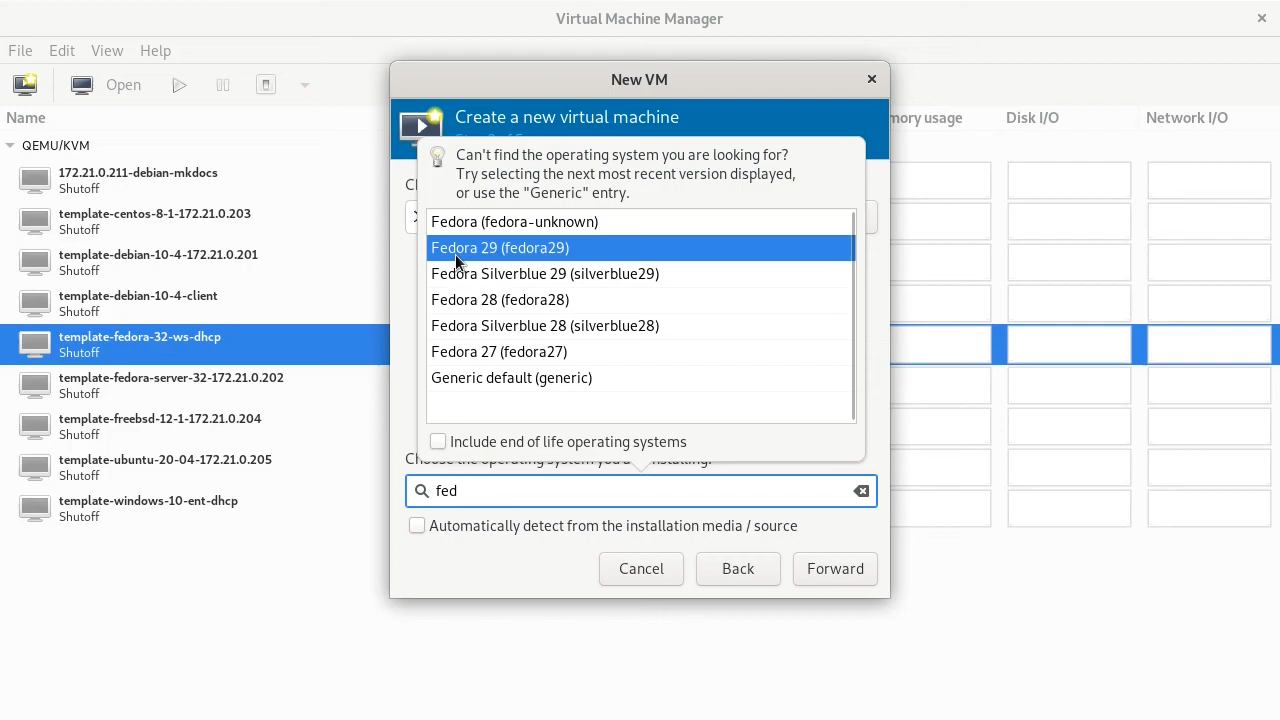 Virtual Machine Manager
File Edit View Help
Open
Name
mory usage
Disk I/O
Network I/O
QEMU/KVM
172.21.0.211-debian-mkdocs
Shutoff
template-centos-8-1-172.21.0.203
Shutoff
template-debian-10-4-172.21.0.201
Shutoff
template-debian-10-4-client
Shutoff
template-fedora-32-ws-dhcp
Shutoff
template-fedora-server-32-172.21.0.202
Shutoff
template-freebsd-12-1-172.21.0.204
Shutoff
template-ubuntu-20-04-172.21.0.205
Shutoff
template-windows-10-ent-dhcp
Shutoff
New VM
Create a new virtual machine
Can't find the operating system you are looking for?
Try selecting the next most recent version displayed,
or use the "Generic" entry.
Fedora (fedora-unknown)
Fedora 29 (fedora29)
Fedora Silverblue 29 (silverblue29)
Fedora 28 (fedora28)
Fedora Silverblue 28 (silverblue28)
Fedora 27 (fedora27)
Generic default (generic)
Include end of life operating systems
Choose the operating system you a installing:
fed
Automatically detect from the installation media / source
Cancel
Back
Forward